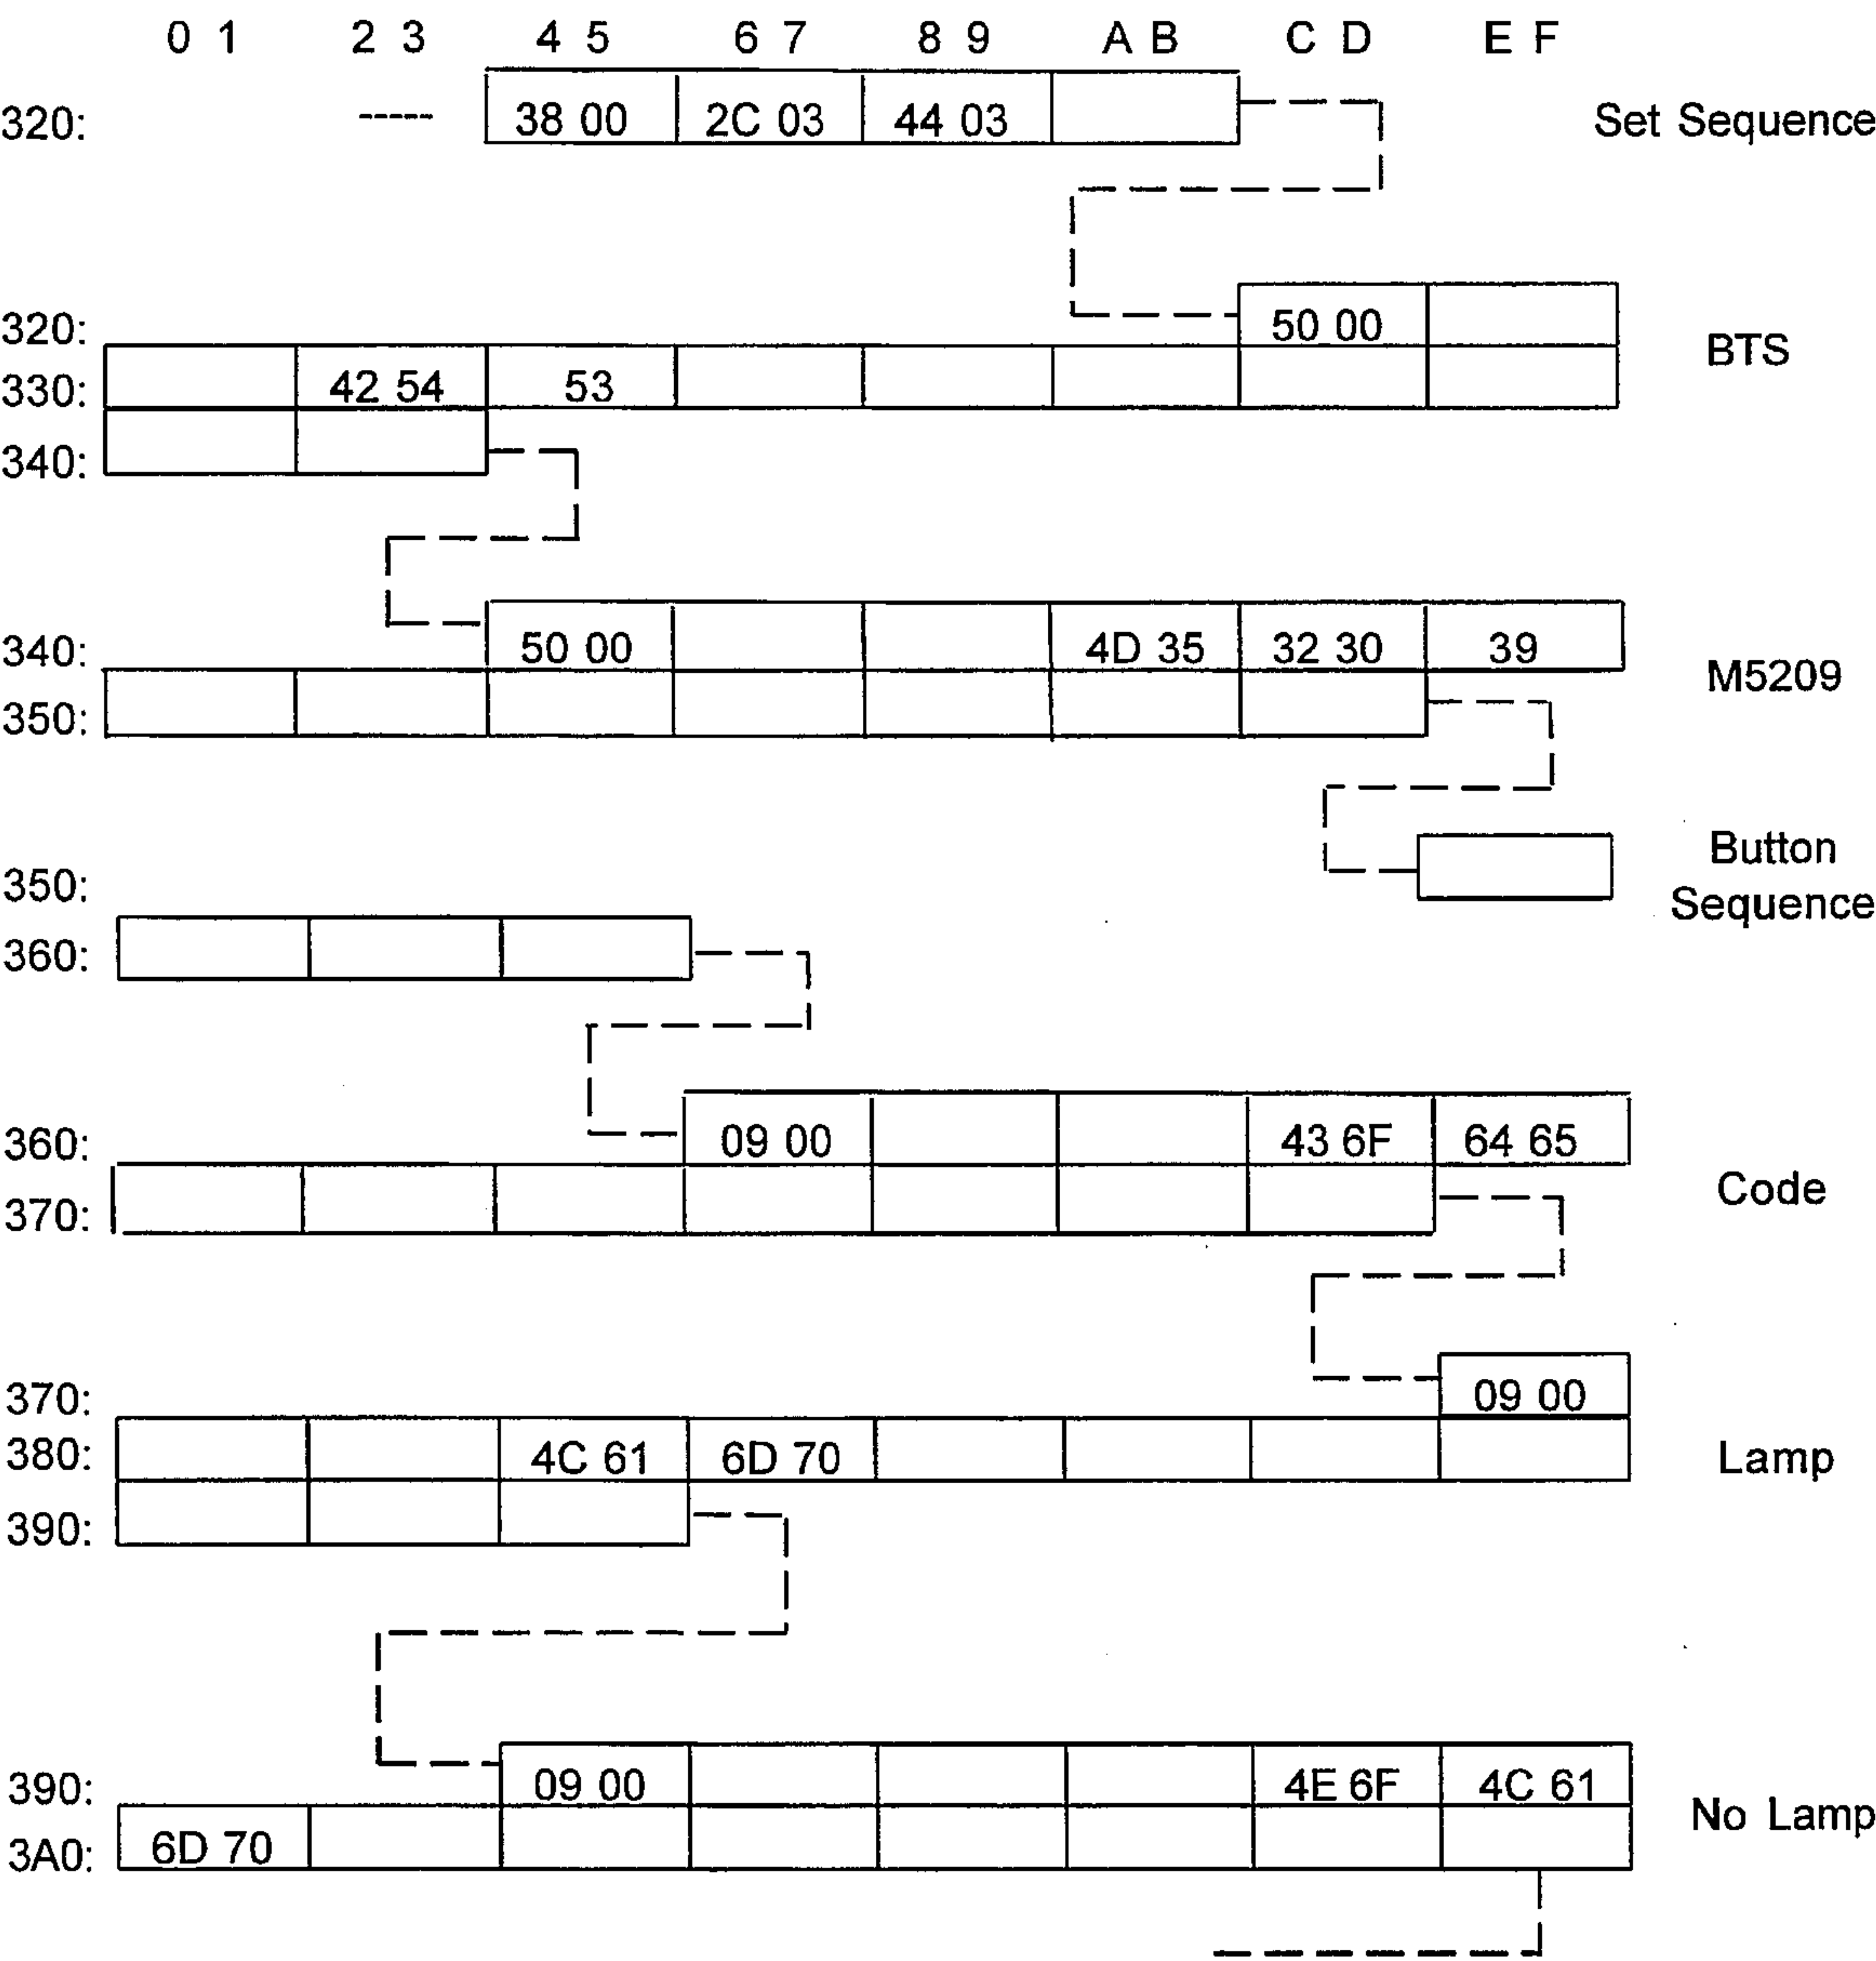 0 1 2 3 4 5 6 7 8 9 A B C D E F
320: ----- 38 00 2C 03 44 03 Set Sequence
320: 50 00
BTS
330: 42 54 53
340:
340: 50 00 4D 35 32 30 39
M5209
350:
Button
350:
Sequence
360:
360: 09 00 43 6F 64 65
Code
370:
370: 09 00
380: 4C 61 6D 70 Lamp
390:
390: 09 00 4E 6F 4C 61
No Lamp
3A0: 6D 70